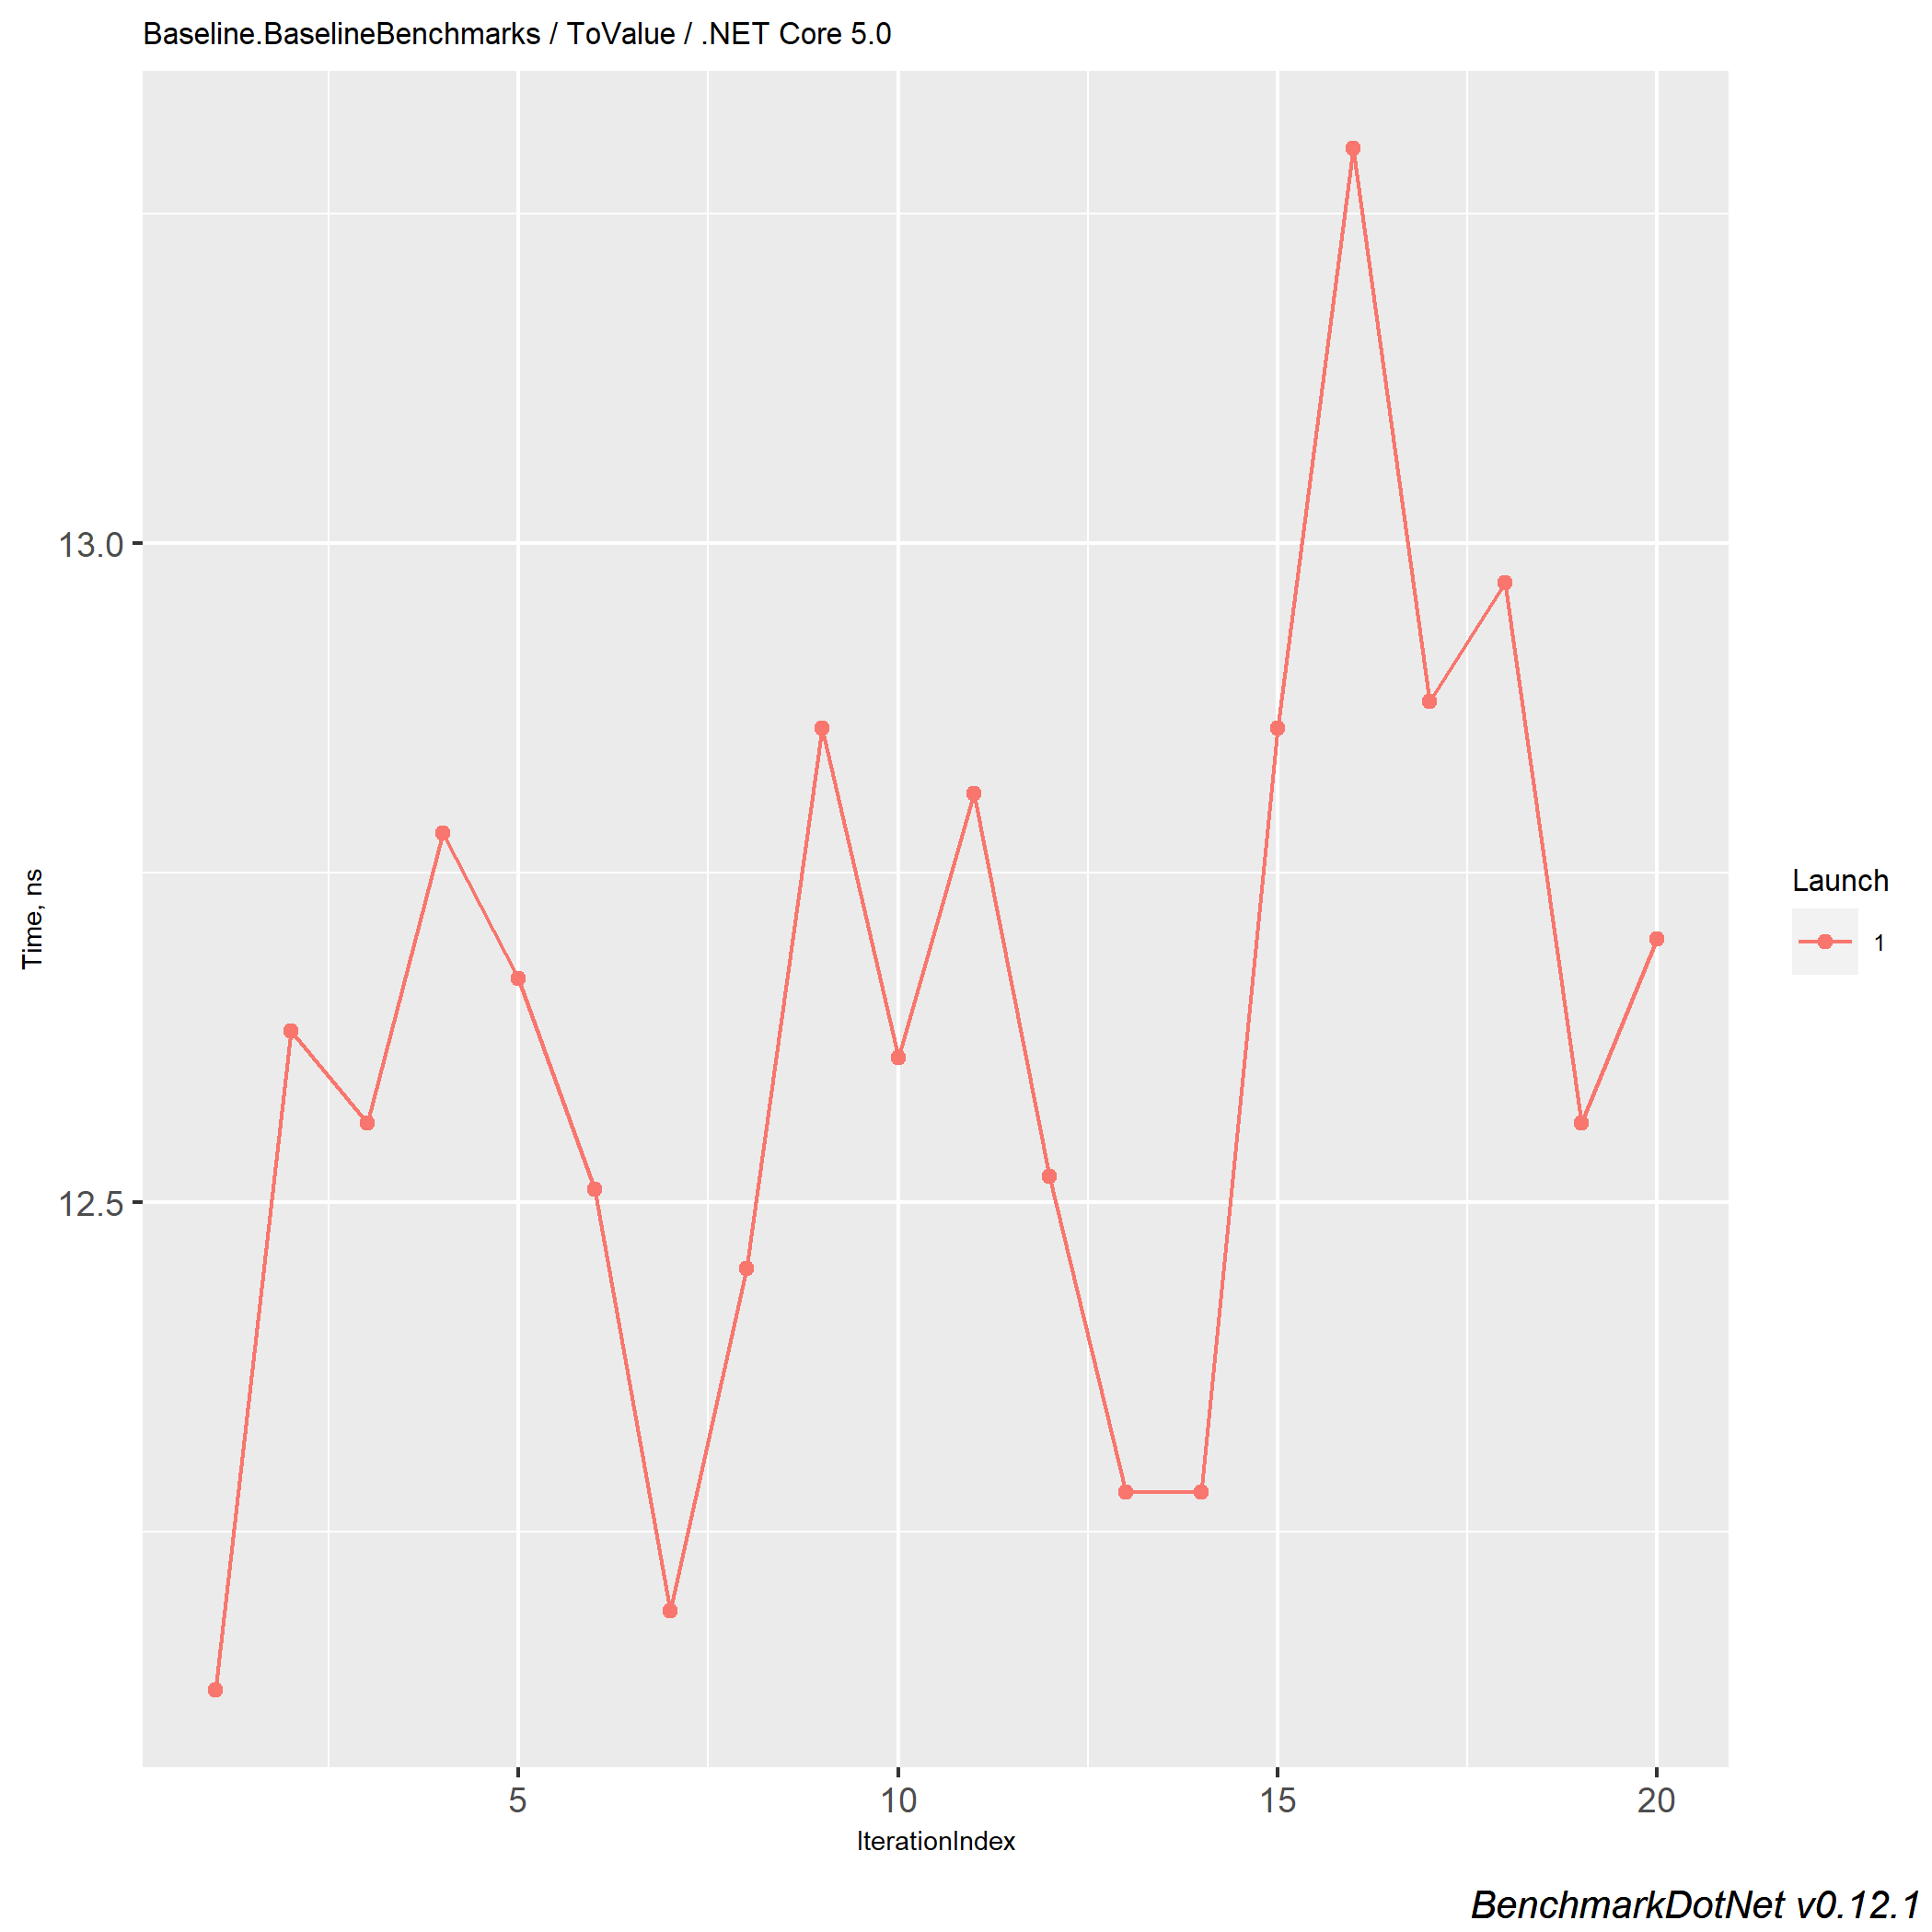 Baseline.BaselineBenchmarks / ToValue / .NET Core 5.0
Time, ns
13.0
12.5
5
10
15
20
IterationIndex
Launch
1
BenchmarkDotNet v0.12.1